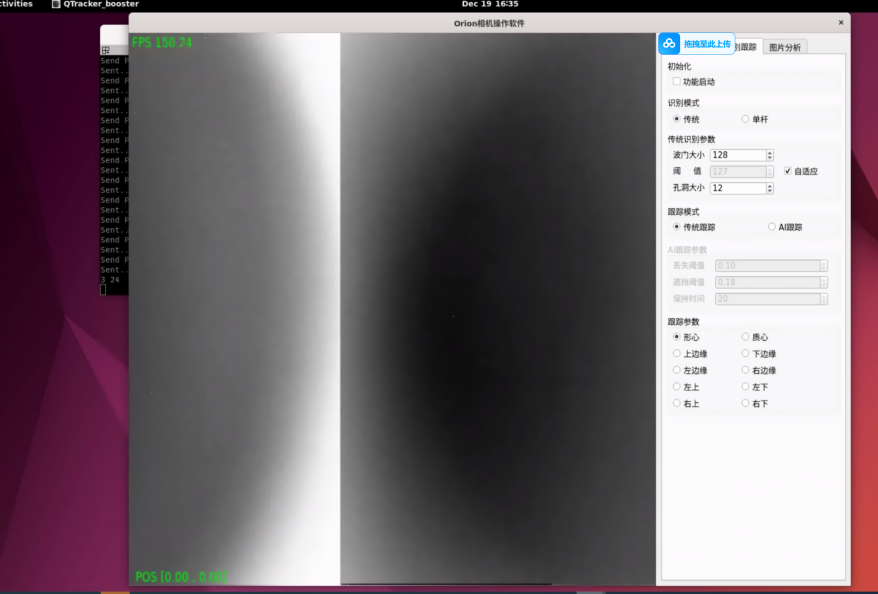 ctivities QTracker_booster Dec 19 16:35
Orion相机操作软件
FPS 150.24
拖拽至此上传 别跟踪 图片分析
Send P
Sent..
Send P
Sent..
Send P
Sent..
Send P
Sent..
Send P
Sent..
Send P
Sent..
Send P
Sent..
Send P
Sent..
Send P
Sent..
Send P
Sent..
Send P
Sent..
3 24
初始化
功能启动
识别模式
传统 单杆
传统识别参数
波门大小 128
阈 值 127 自适应
孔洞大小 12
跟踪模式
传统跟踪 AI跟踪
AI跟踪参数
丢失阈值 0.10
遮挡阈值 0.18
保持时间 20
跟踪参数
形心 质心
上边缘 下边缘
左边缘 右边缘
左上 左下
右上 右下
POS [0.00 , 0.00]